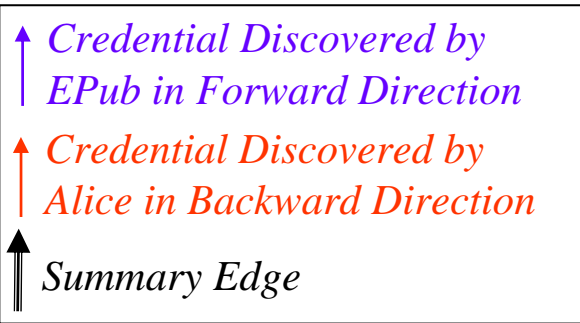 Credential Discovered by
EPub in Forward Direction
Credential Discovered by
Alice in Backward Direction
Summary Edge